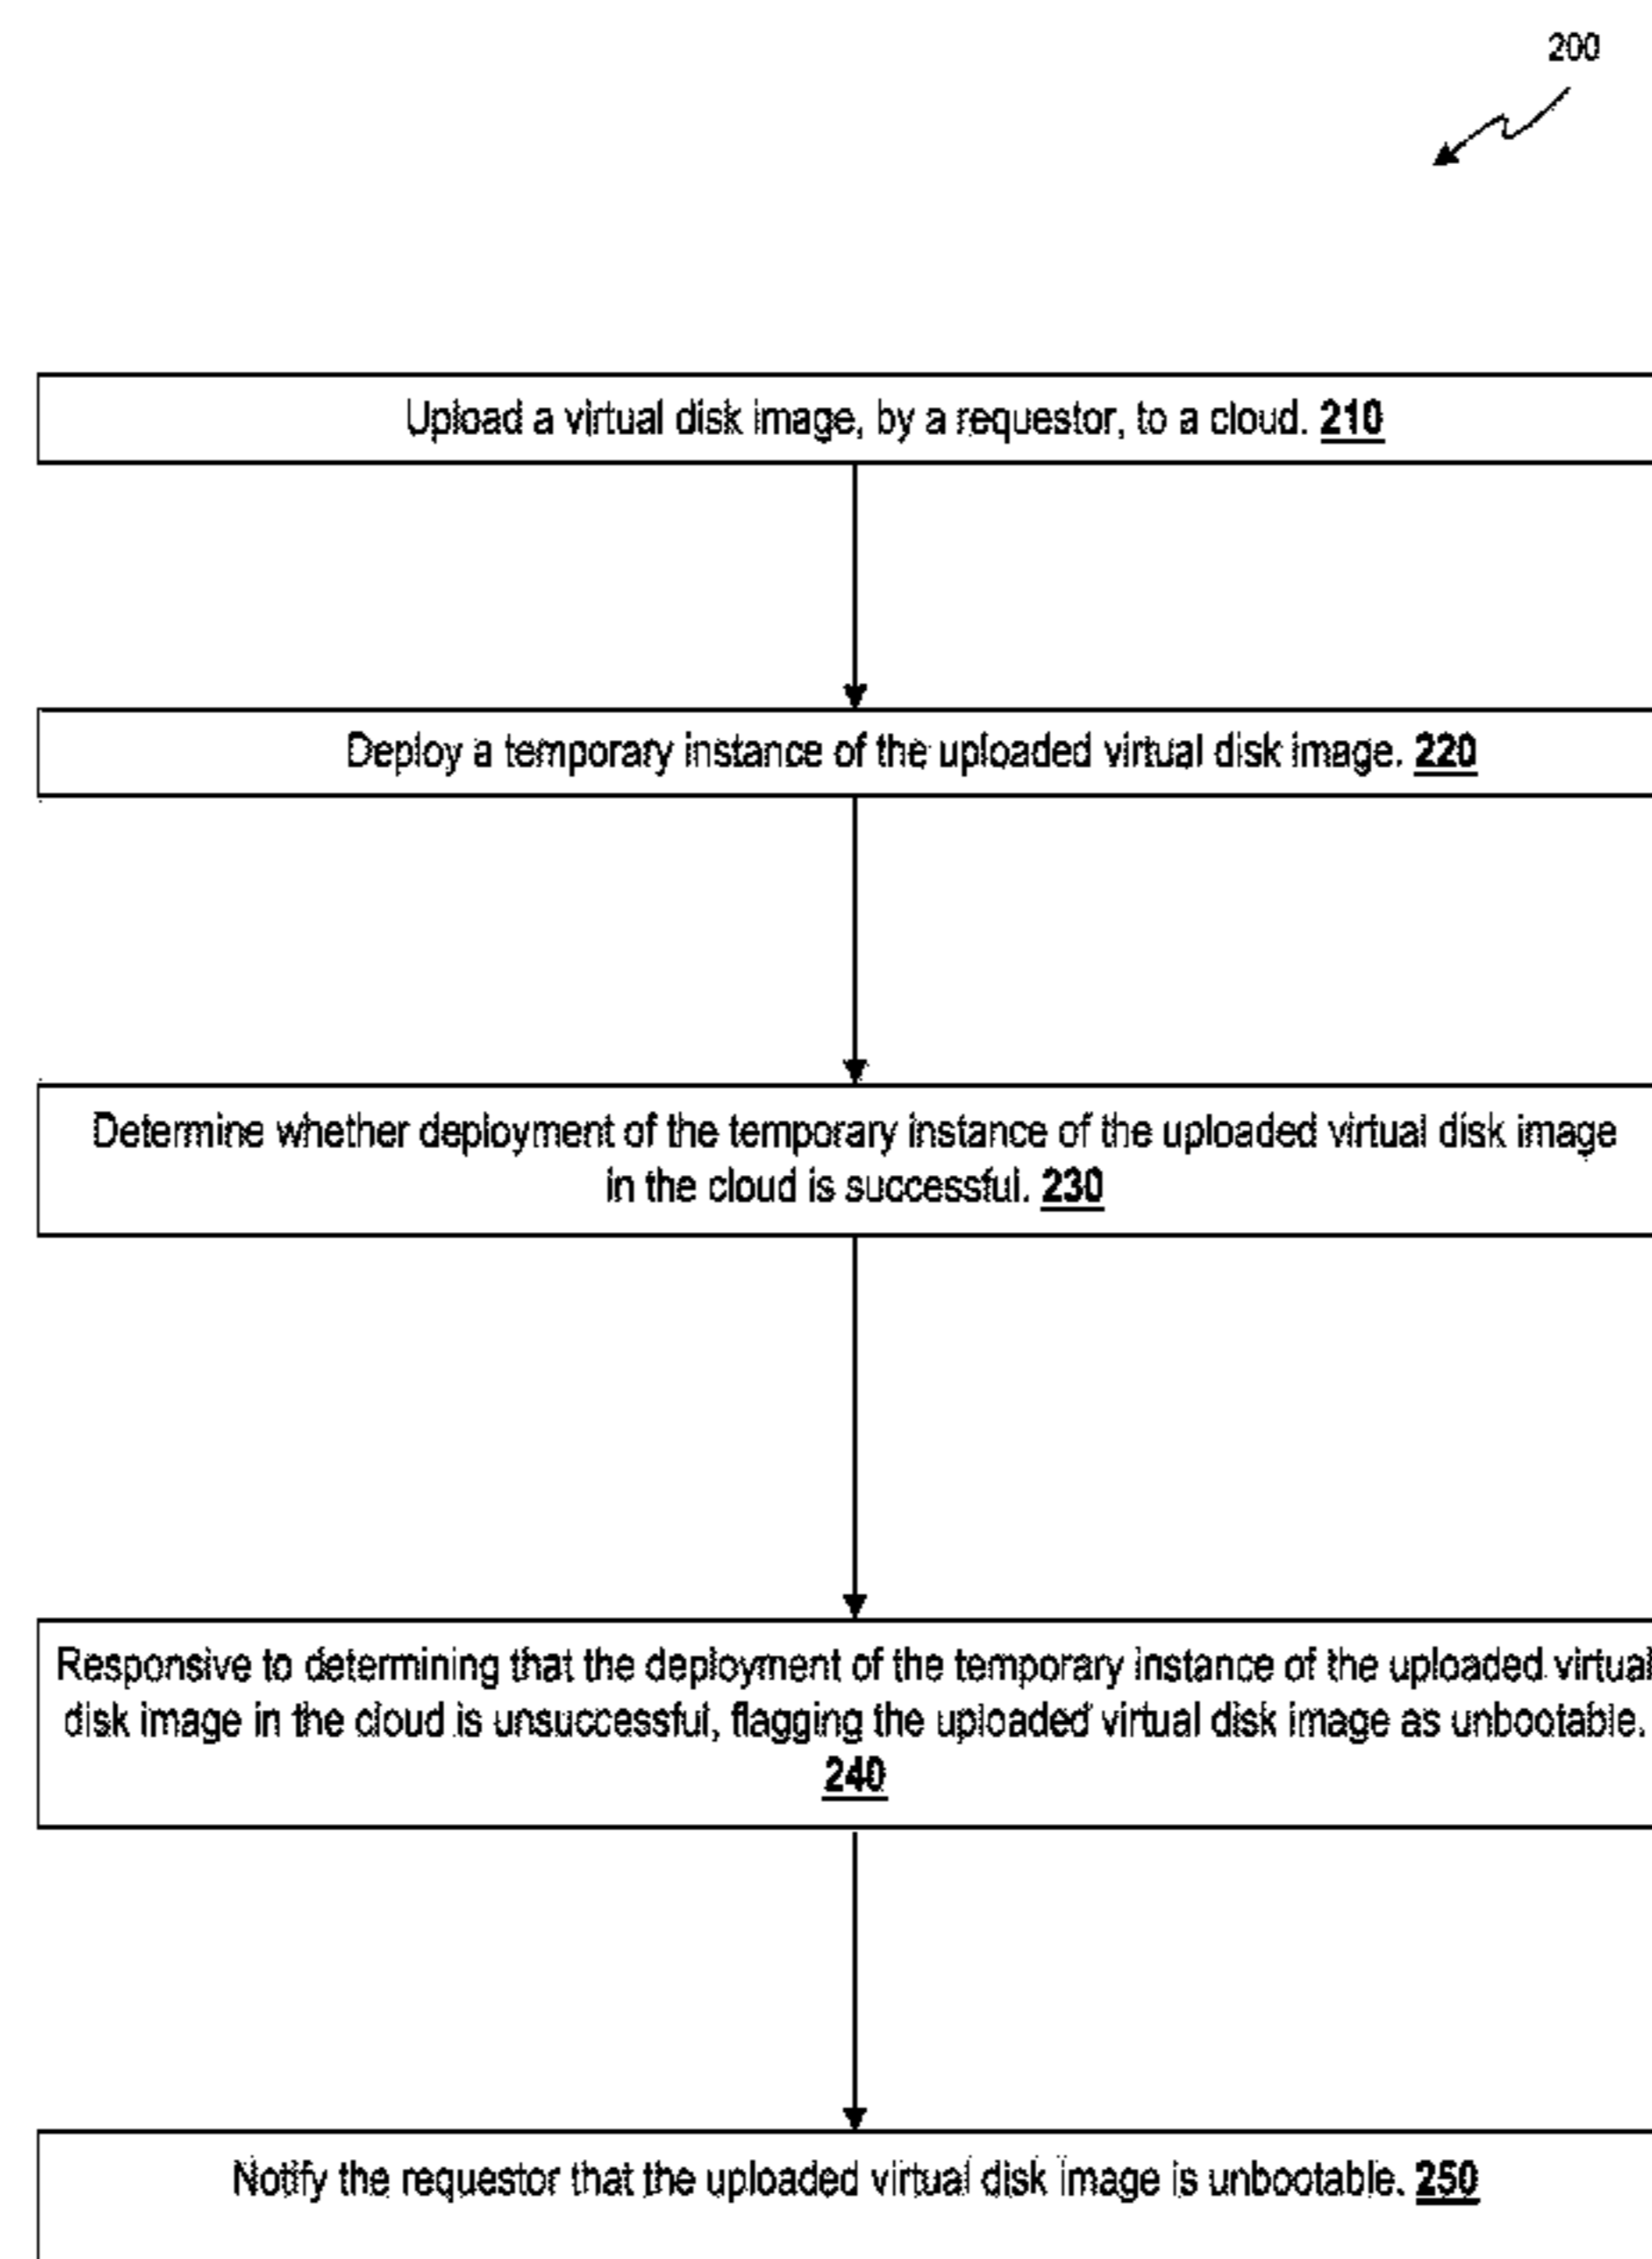 200
Upload a virtual disk image, by a requestor, to a cloud. 210
Deploy a temporary instance of the uploaded virtual disk image. 220
Determine whether deployment of the temporary instance of the uploaded virtual disk image
in the cloud is successful. 230
Responsive to determining that the deployment of the temporary instance of the uploaded virtual
disk image in the cloud is unsuccessful, flagging the uploaded virtual disk image as unbootable.
240
Notify the requestor that the uploaded virtual disk image is unbootable. 250